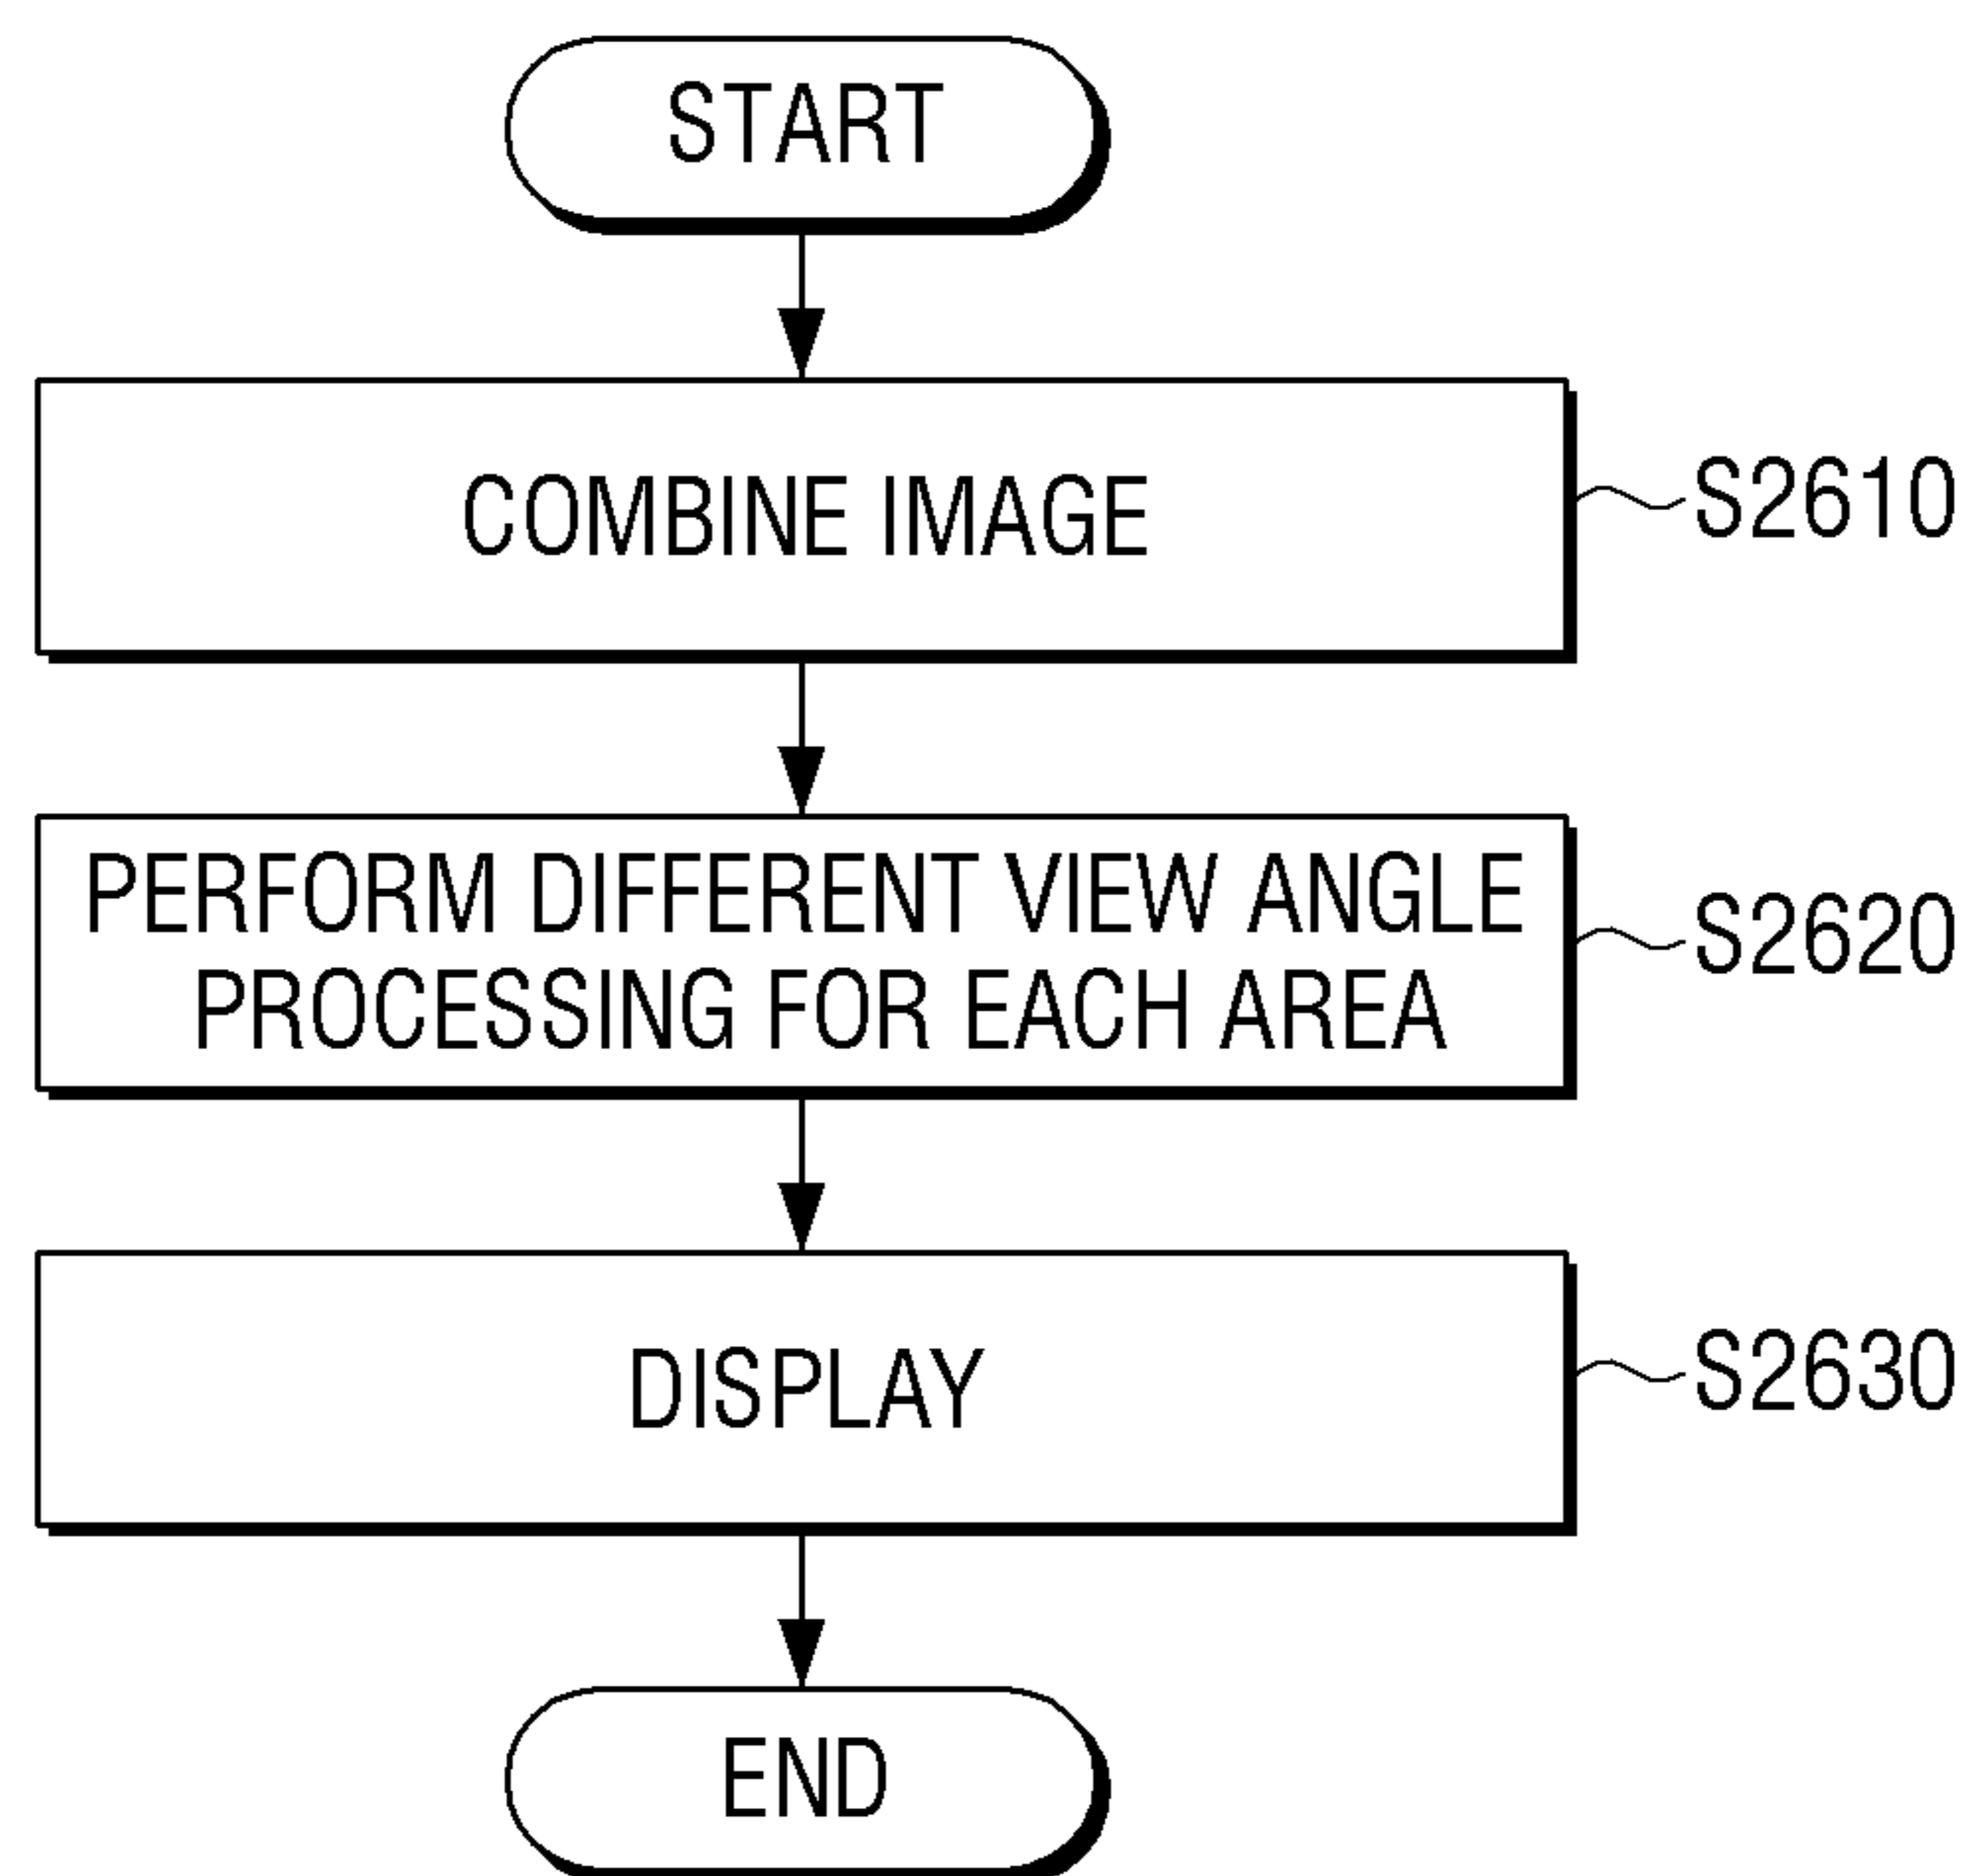 START
COMBINE IMAGE
S2610
PERFORM DIFFERENT VIEW ANGLE
PROCESSING FOR EACH AREA
S2620
DISPLAY
S2630
END